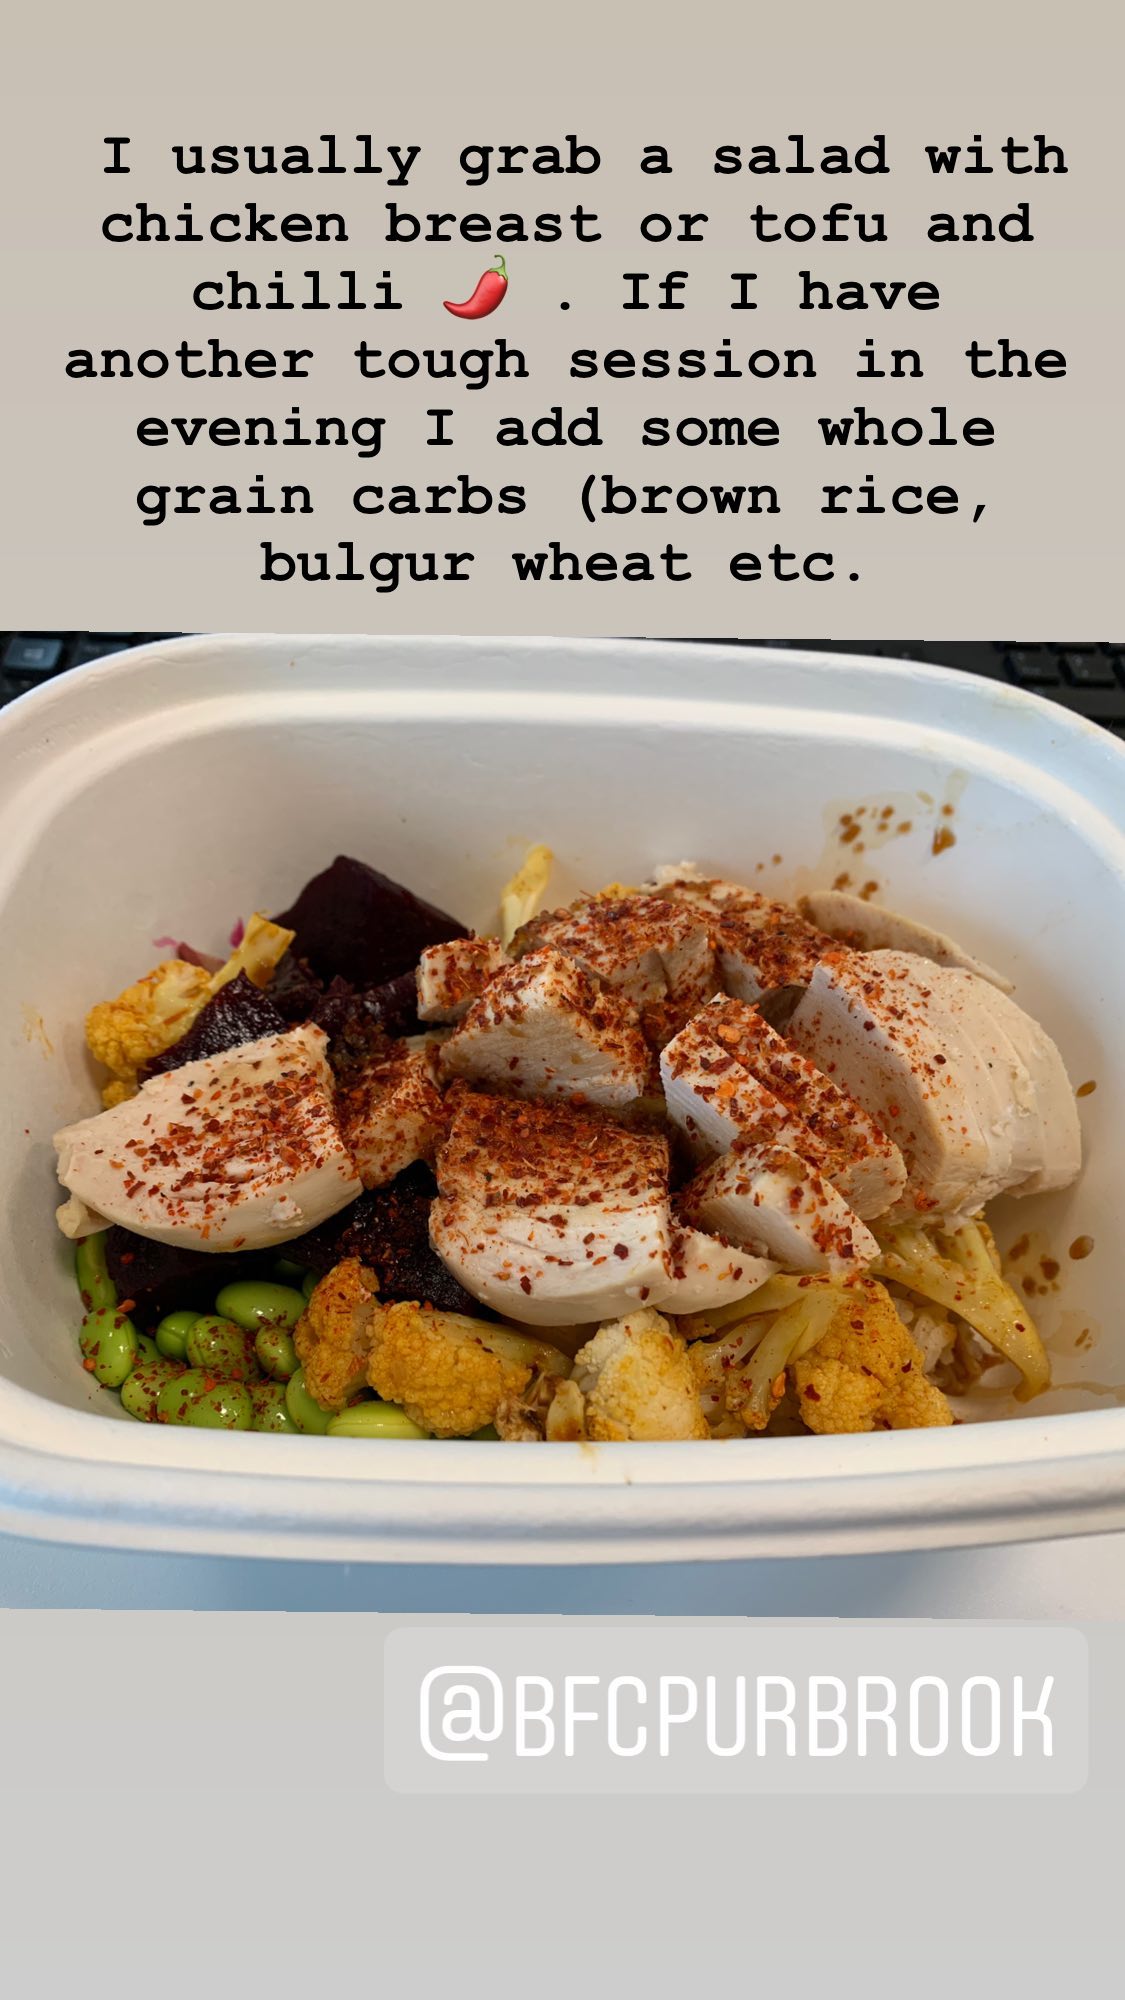 I usually grab a salad with
chicken breast or tofu and
chilli 🌶️ . If I have
another tough session in the
evening I add some whole
grain carbs (brown rice,
bulgur wheat etc.
@BFCPURBROOK